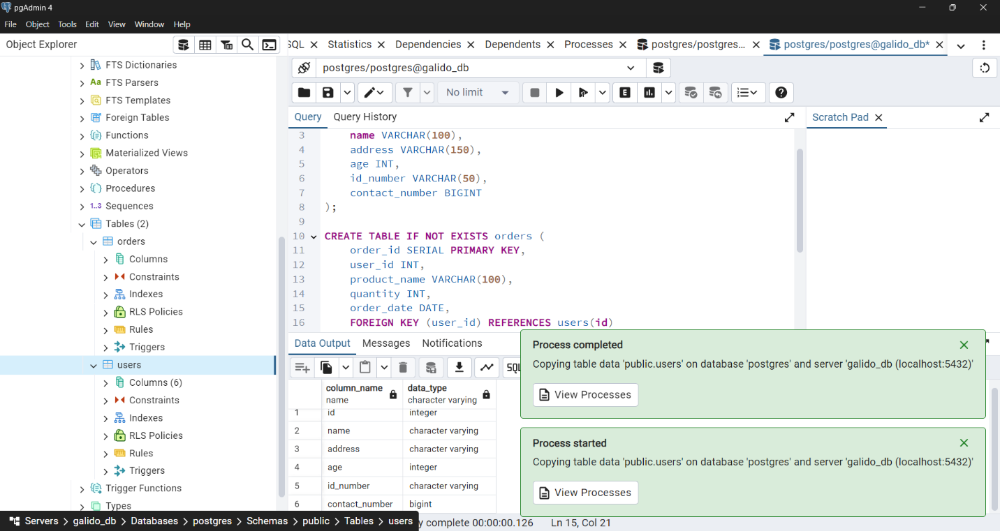 pgAdmin 4
File Object Tools Edit View Window Help
Object Explorer
SQL Statistics Dependencies Dependents Processes postgres/postgres... postgres/postgres@galido_db*
postgres/postgres@galido_db
No limit
E
Query Query History
Scratch Pad
FTS Dictionaries
Aa FTS Parsers
FTS Templates
Foreign Tables
Functions
Materialized Views
Operators
Procedures
1..3 Sequences
Tables (2)
orders
Columns
Constraints
Indexes
RLS Policies
Rules
Triggers
users
Columns (6)
Constraints
Indexes
RLS Policies
Rules
Triggers
Trigger Functions
Types
3 name VARCHAR(100),
4 address VARCHAR(150),
5 age INT,
6 id_number VARCHAR(50),
7 contact_number BIGINT
8 );
9
10 CREATE TABLE IF NOT EXISTS orders (
11 order_id SERIAL PRIMARY KEY,
12 user_id INT,
13 product_name VARCHAR(100),
14 quantity INT,
15 order_date DATE,
16 FOREIGN KEY (user_id) REFERENCES users(id)
Data Output Messages Notifications
SQL
column_name data_type
name character varying
1 id integer
2 name character varying
3 address character varying
4 age integer
5 id_number character varying
6 contact_number bigint
Process completed
Copying table data 'public.users' on database 'postgres' and server 'galido_db (localhost:5432)'
View Processes
Process started
Copying table data 'public.users' on database 'postgres' and server 'galido_db (localhost:5432)'
View Processes
Servers > galido_db > Databases > postgres > Schemas > public > Tables > users
y complete 00:00:00.126 Ln 15, Col 21